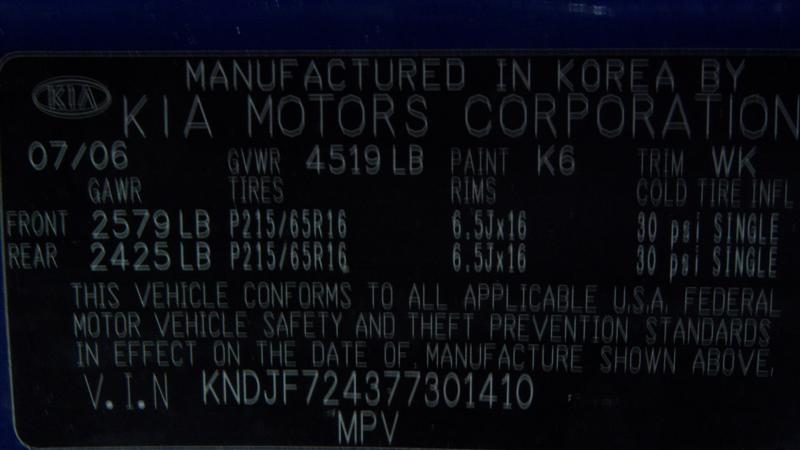 KIA
MANUFACTURED IN KOREA BY
KIA MOTORS CORPORATION
07/06 GVWR 4519 LB PAINT K6 TRIM WK
GAWR TIRES RIMS COLD TIRE INFL
FRONT 2579 LB P215/65R16 6.5Jx16 30 psi SINGLE
REAR 2425 LB P215/65R16 6.5Jx16 30 psi SINGLE
THIS VEHICLE CONFORMS TO ALL APPLICABLE U.S.A. FEDERAL
MOTOR VEHICLE SAFETY AND THEFT PREVENTION STANDARDS
IN EFFECT ON THE DATE OF MANUFACTURE SHOWN ABOVE.
V.I.N KNDJF724377301410
MPV